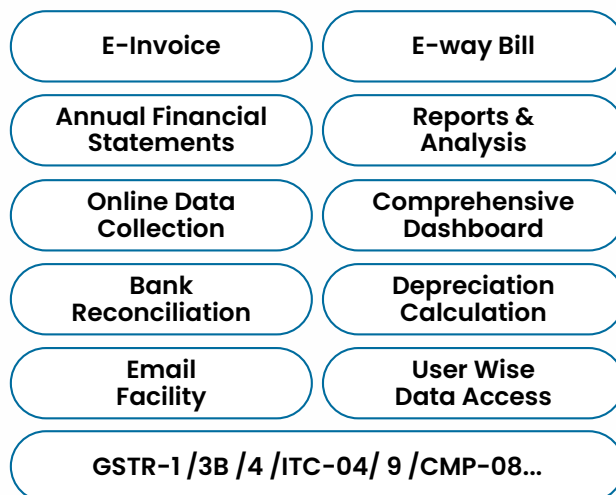 E-Invoice
E-way Bill
Annual Financial
Statements
Reports &
Analysis
Online Data
Collection
Comprehensive
Dashboard
Bank
Reconciliation
Depreciation
Calculation
Email
Facility
User Wise
Data Access
GSTR-1 /3B /4 /ITC-04/ 9 /CMP-08...